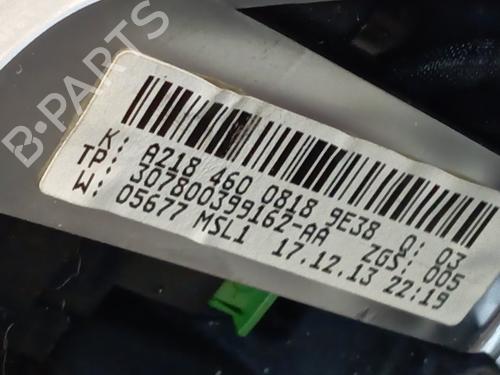 B-PARTS
K: A218 460 0818 9E38 Q: 03
TP: 307800399162-AA ZGS: 005
W: 05677 MSL1 17.12.13 22:19